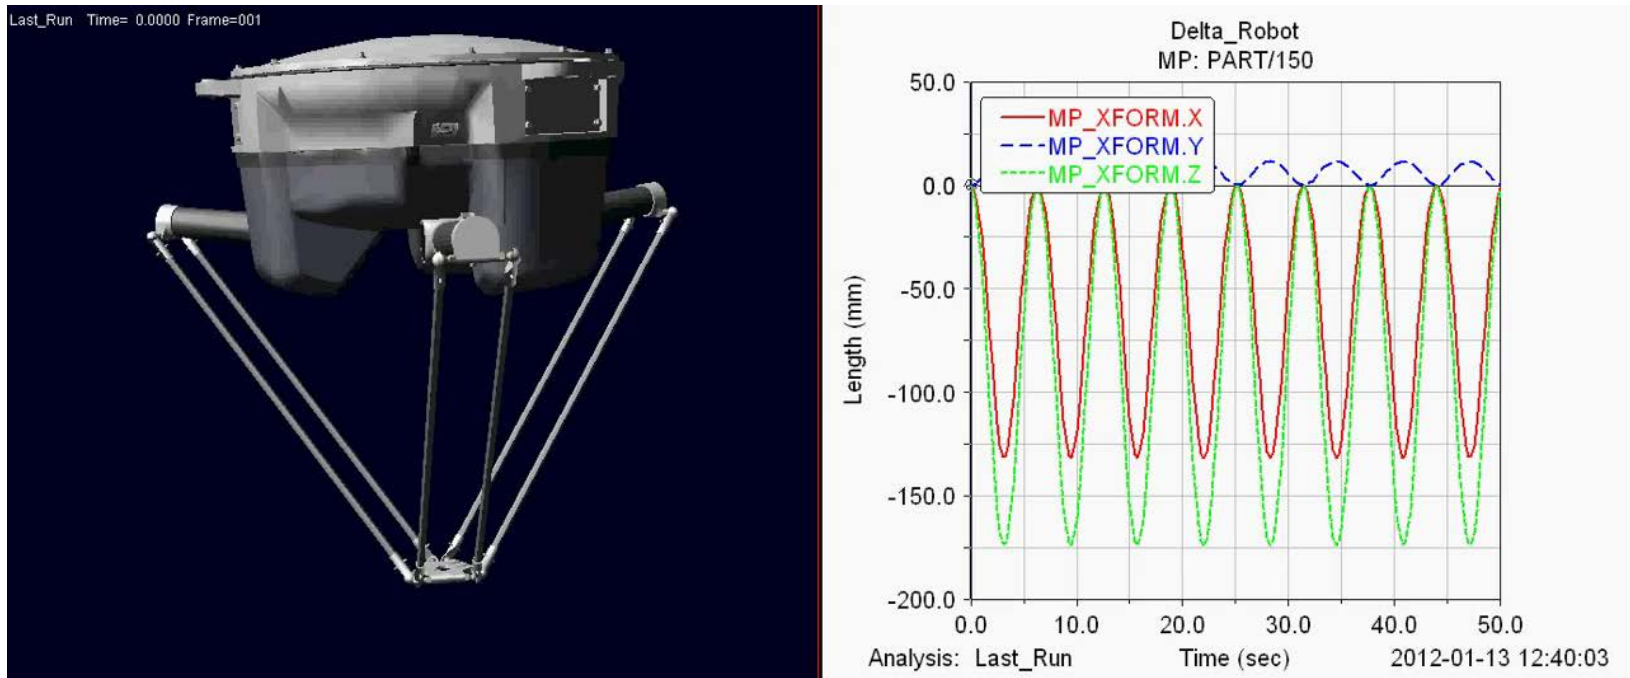 Last_Run Time= 0.0000 Frame=001
Delta_Robot
MP: PART/150
50.0
0.0
-50.0
-100.0
-150.0
-200.0
Length (mm)
MP_XFORM.X
MP_XFORM.Y
MP_XFORM.Z
0.0 10.0 20.0 30.0 40.0 50.0
Analysis: Last_Run Time (sec) 2012-01-13 12:40:03